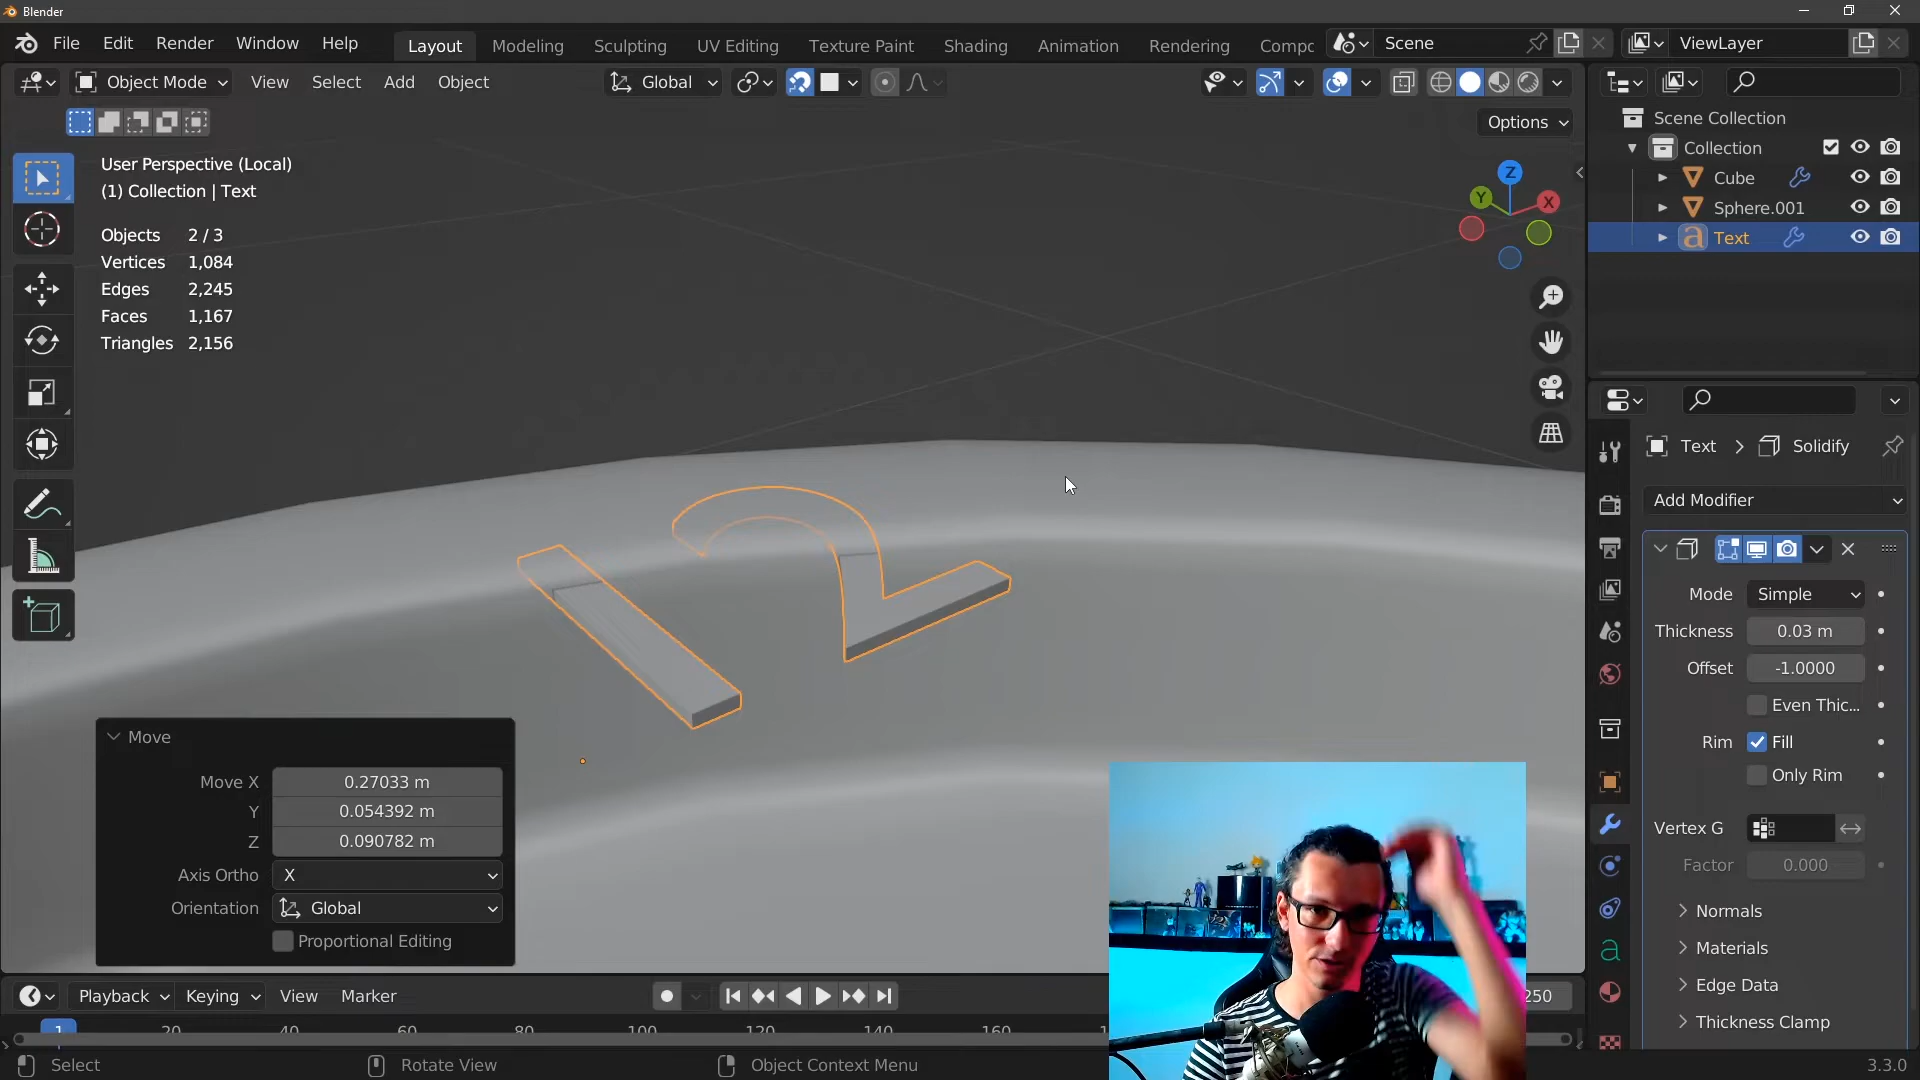 Blender
File Edit Render Window Help Layout Modeling Sculpting UV Editing Texture Paint Shading Animation Rendering Compc Scene ViewLayer
Object Mode View Select Add Object Global
Options
User Perspective (Local)
(1) Collection | Text
Objects 2 / 3
Vertices 1,084
Edges 2,245
Faces 1,167
Triangles 2,156
Z
Y
X
12
Scene Collection
Collection
Cube
Sphere.001
Text
Text > Solidify
Add Modifier
Mode Simple
Thickness 0.03 m
Offset -1.0000
Even Thic...
Rim Fill
Only Rim
Vertex G
Factor 0.000
Normals
Materials
Edge Data
Thickness Clamp
Move
Move X 0.27033 m
Y 0.054392 m
Z 0.090782 m
Axis Ortho X
Orientation Global
Proportional Editing
Playback Keying View Marker 250
1 20 40 60 80 100 120 140 160
Select Rotate View Object Context Menu 3.3.0